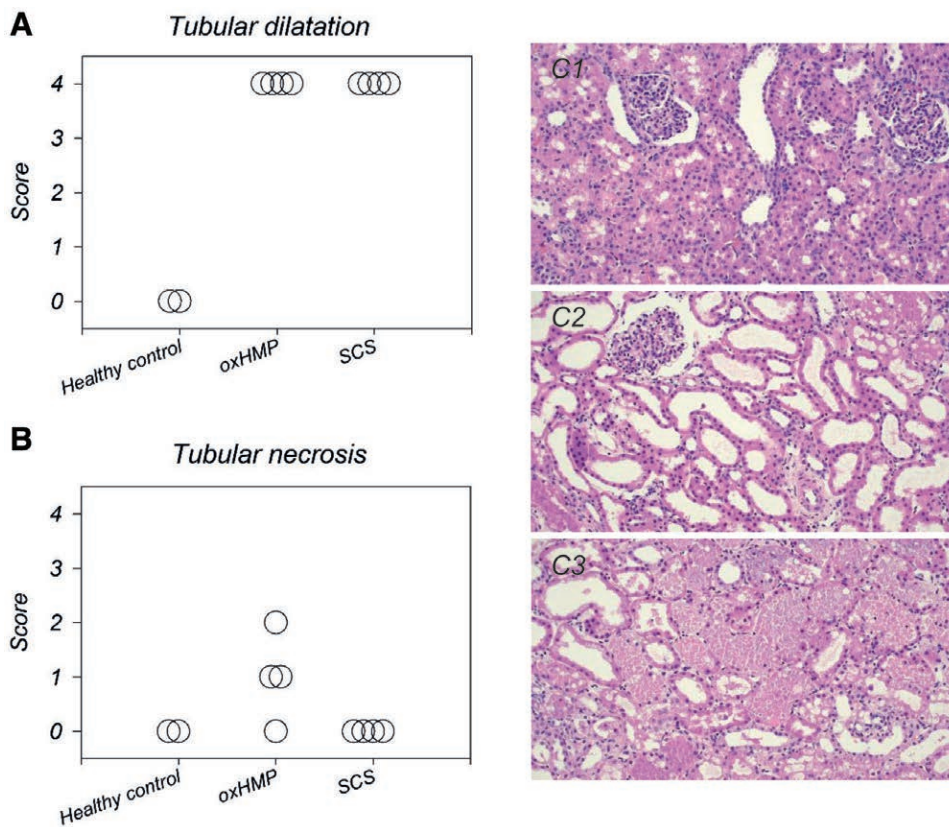 A
Tubular dilatation
4
3
2
1
0
Score
Healthy control
oxHMP
SCS
B
Tubular necrosis
4
3
2
1
0
Score
Healthy control
oxHMP
SCS
C1
C2
C3